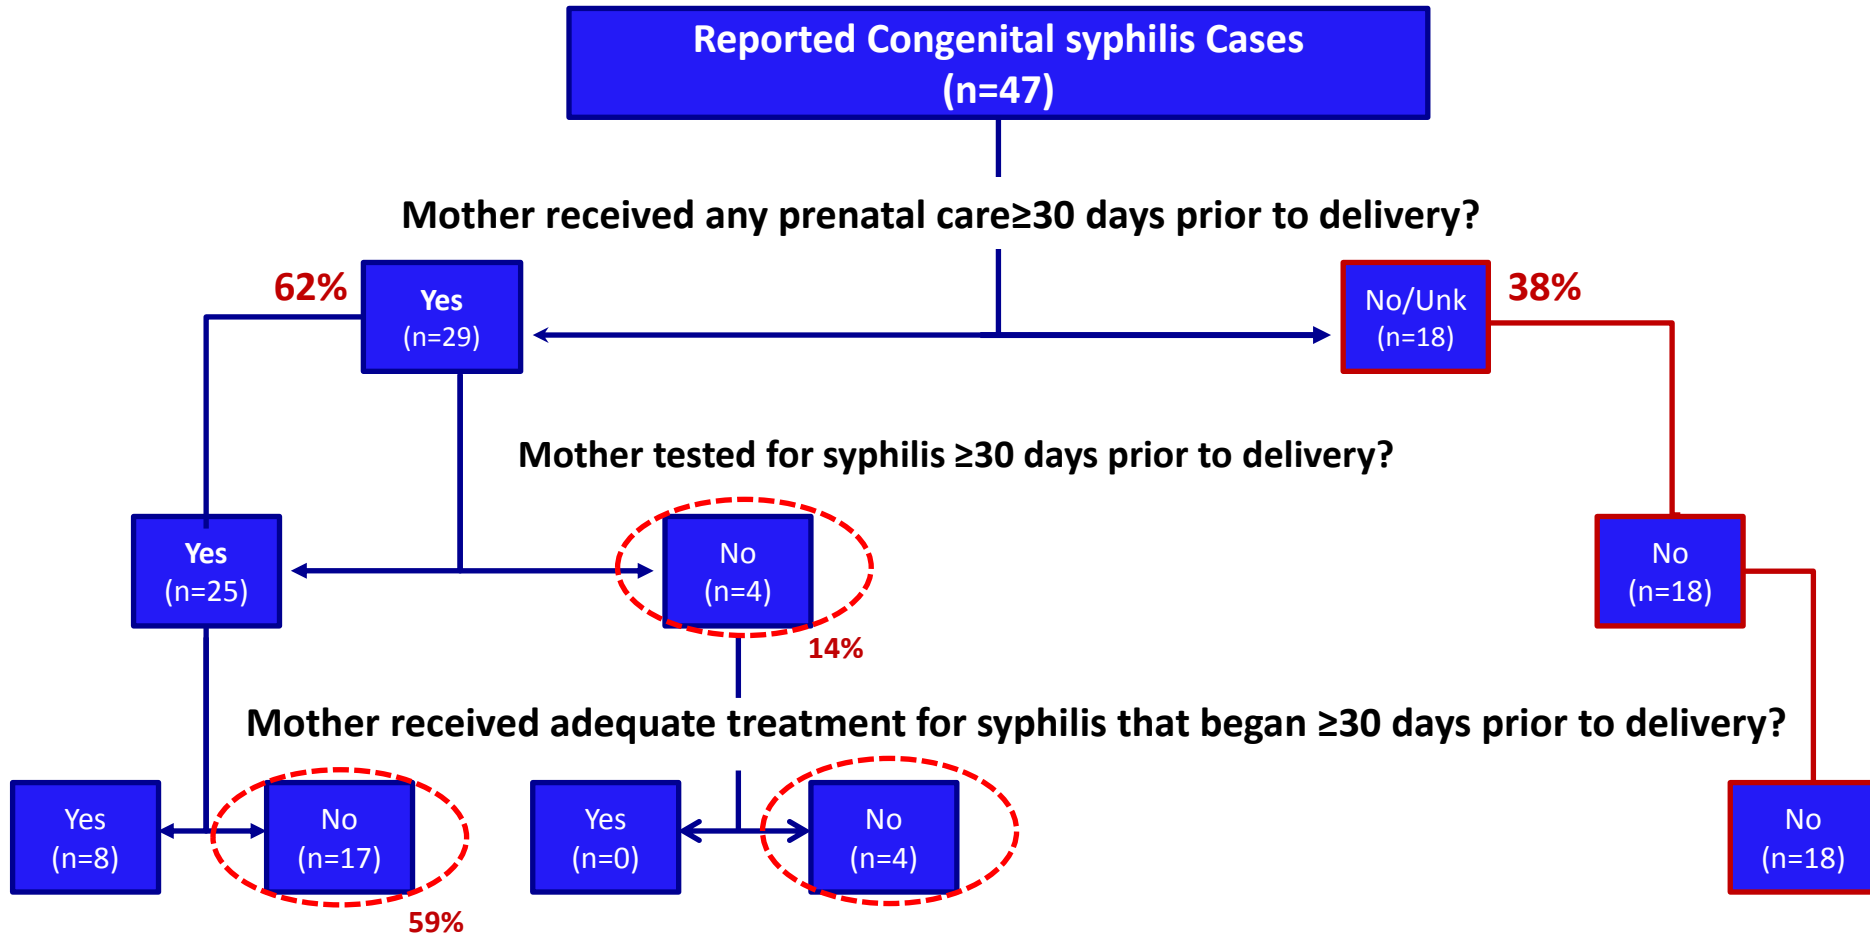 Reported Congenital syphilis Cases
(n=47)
Mother received any prenatal care≥30 days prior to delivery?
62%
Yes
(n=29)
No/Unk
(n=18)
38%
Mother tested for syphilis ≥30 days prior to delivery?
Yes
(n=25)
No
(n=4)
14%
No
(n=18)
Mother received adequate treatment for syphilis that began ≥30 days prior to delivery?
Yes
(n=8)
No
(n=17)
59%
Yes
(n=0)
No
(n=4)
No
(n=18)